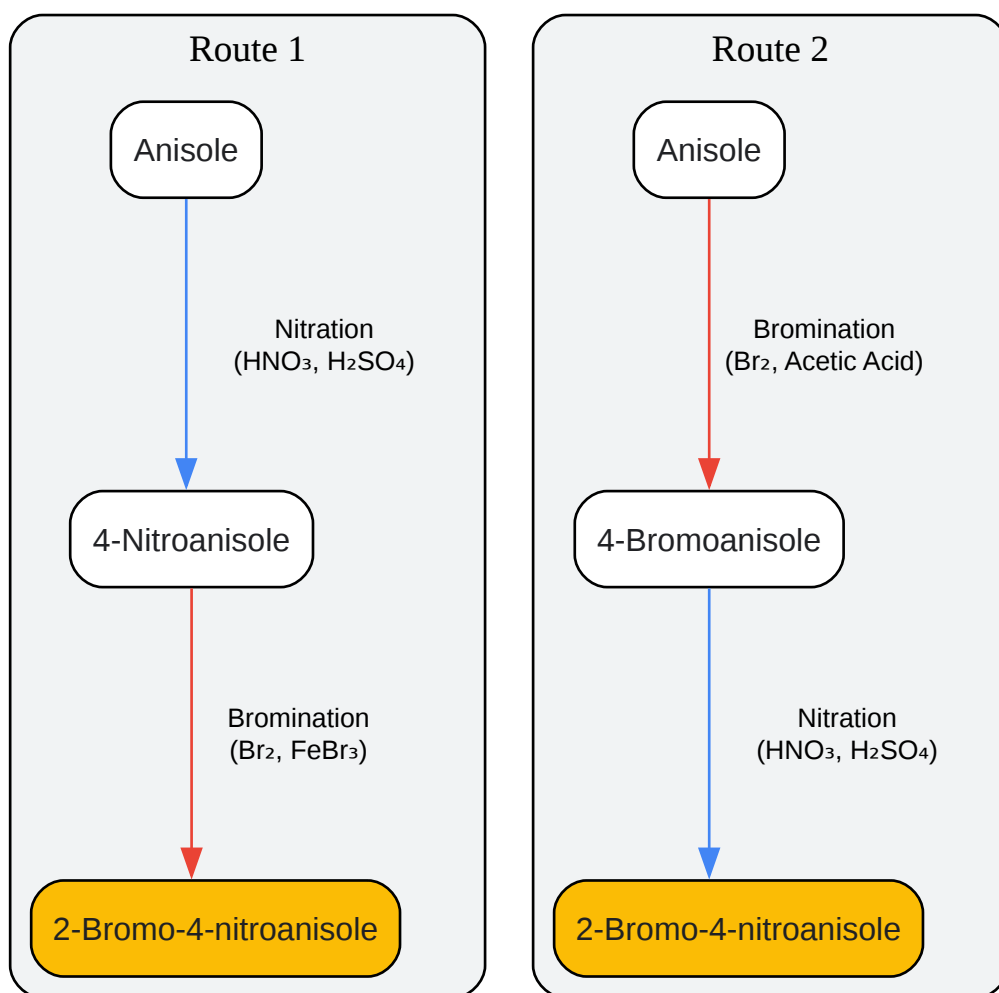 Route 1
Anisole
Nitration
(HNO₃, H₂SO₄)
4-Nitroanisole
Bromination
(Br₂, FeBr₃)
2-Bromo-4-nitroanisole
Route 2
Anisole
Bromination
(Br₂, Acetic Acid)
4-Bromoanisole
Nitration
(HNO₃, H₂SO₄)
2-Bromo-4-nitroanisole